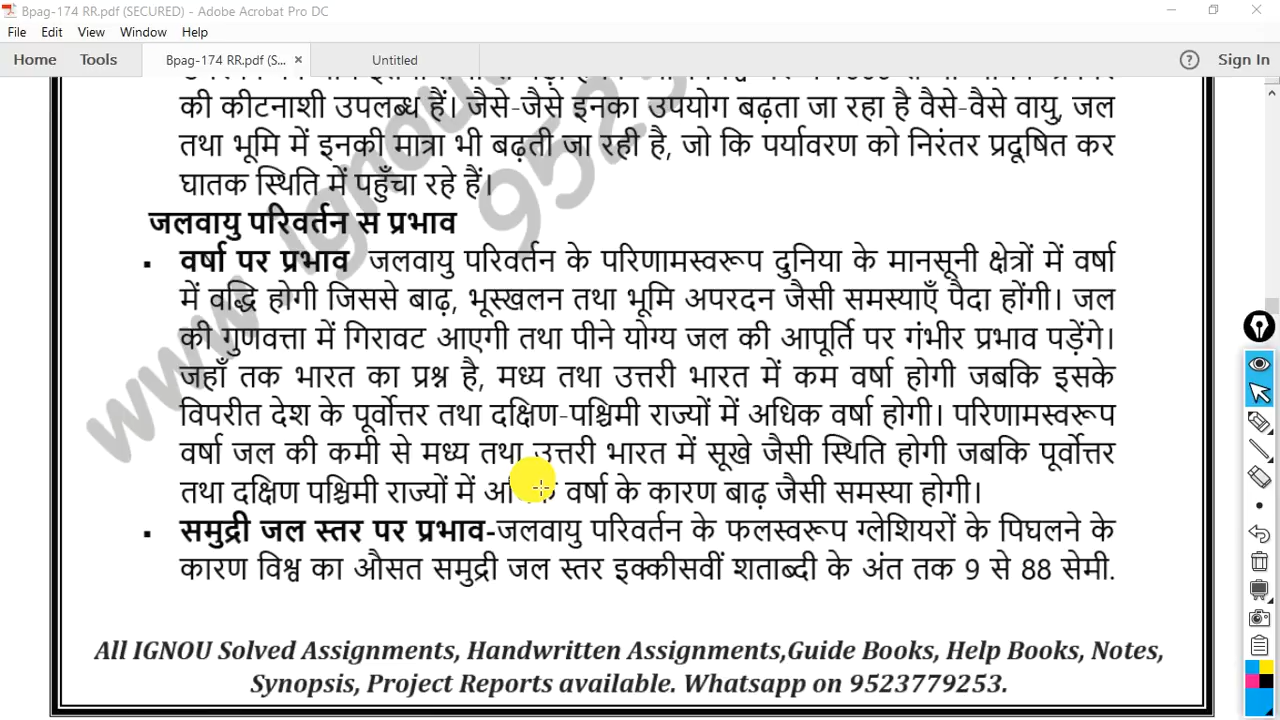 Bpag-174 RR.pdf (SECURED) - Adobe Acrobat Pro DC
File Edit View Window Help
Home Tools Bpag-174 RR.pdf (S... × Untitled Sign In
की कीटनाशी उपलब्ध हैं। जैसे-जैसे इनका उपयोग बढ़ता जा रहा है वैसे-वैसे वायु, जल
तथा भूमि में इनकी मात्रा भी बढ़ती जा रही है, जो कि पर्यावरण को निरंतर प्रदूषित कर
घातक स्थिति में पहुँचा रहे हैं।
जलवायु परिवर्तन स प्रभाव
▪ वर्षा पर प्रभाव जलवायु परिवर्तन के परिणामस्वरूप दुनिया के मानसूनी क्षेत्रों में वर्षा
में वद्धि होगी जिससे बाढ़, भूस्खलन तथा भूमि अपरदन जैसी समस्याएँ पैदा होंगी। जल
की गुणवत्ता में गिरावट आएगी तथा पीने योग्य जल की आपूर्ति पर गंभीर प्रभाव पड़ेंगे।
जहाँ तक भारत का प्रश्न है, मध्य तथा उत्तरी भारत में कम वर्षा होगी जबकि इसके
विपरीत देश के पूर्वोत्तर तथा दक्षिण-पश्चिमी राज्यों में अधिक वर्षा होगी। परिणामस्वरूप
वर्षा जल की कमी से मध्य तथा उत्तरी भारत में सूखे जैसी स्थिति होगी जबकि पूर्वोत्तर
तथा दक्षिण पश्चिमी राज्यों में वर्षा के कारण बाढ़ जैसी समस्या होगी।
▪ समुद्री जल स्तर पर प्रभाव-जलवायु परिवर्तन के फलस्वरूप ग्लेशियरों के पिघलने के
कारण विश्व का औसत समुद्री जल स्तर इक्कीसवीं शताब्दी के अंत तक 9 से 88 सेमी.
All IGNOU Solved Assignments, Handwritten Assignments,Guide Books, Help Books, Notes,
Synopsis, Project Reports available. Whatsapp on 9523779253.